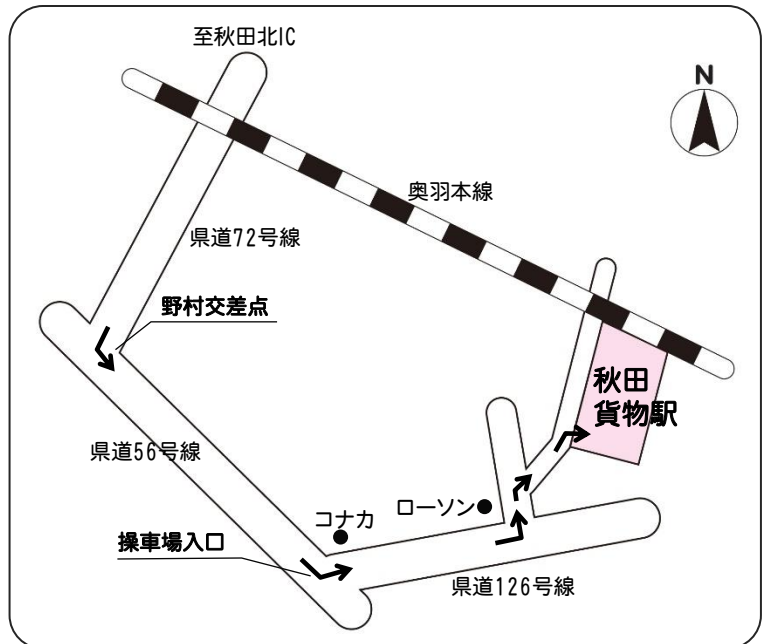 至秋田北IC
N
奥羽本線
県道72号線
野村交差点
秋田
貨物駅
県道56号線
ローソン
コナカ
操車場入口
県道126号線